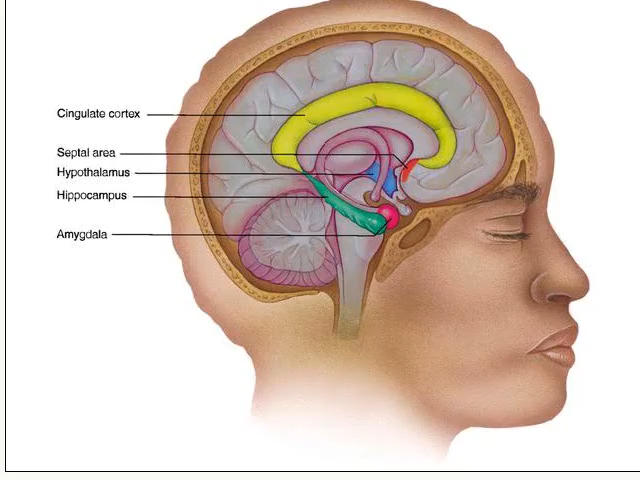 Cingulate cortex
Septal area
Hypothalamus
Hippocampus
Amygdala